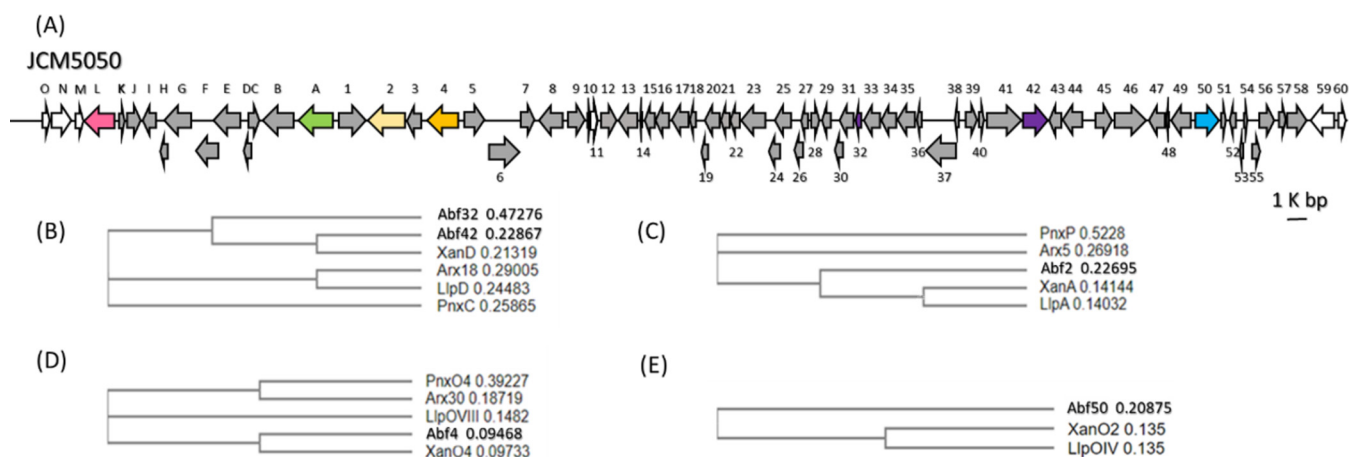 (A)
JCM5050
O N M L K J I H G F E D C B A 1 2 3 4 5 7 8 9 10 12 13 15 16 17 18 20 21 23 25 27 29 31 33 34 35 38 39 41 42 43 44 45 46 47 49 50 51 54 56 57 58 59 60
11 14 22 28 32 36 40 48 52
6 19 24 26 30 37 53 55
1 K bp
(B)
Abf32 0.47276
Abf42 0.22867
XanD 0.21319
Arx18 0.29005
LlpD 0.24483
PnxC 0.25865
(C)
PnxP 0.5228
Arx5 0.26918
Abf2 0.22695
XanA 0.14144
LlpA 0.14032
(D)
PnxO4 0.39227
Arx30 0.18719
LlpOVIII 0.1482
Abf4 0.09468
XanO4 0.09733
(E)
Abf50 0.20875
XanO2 0.135
LlpOIV 0.135